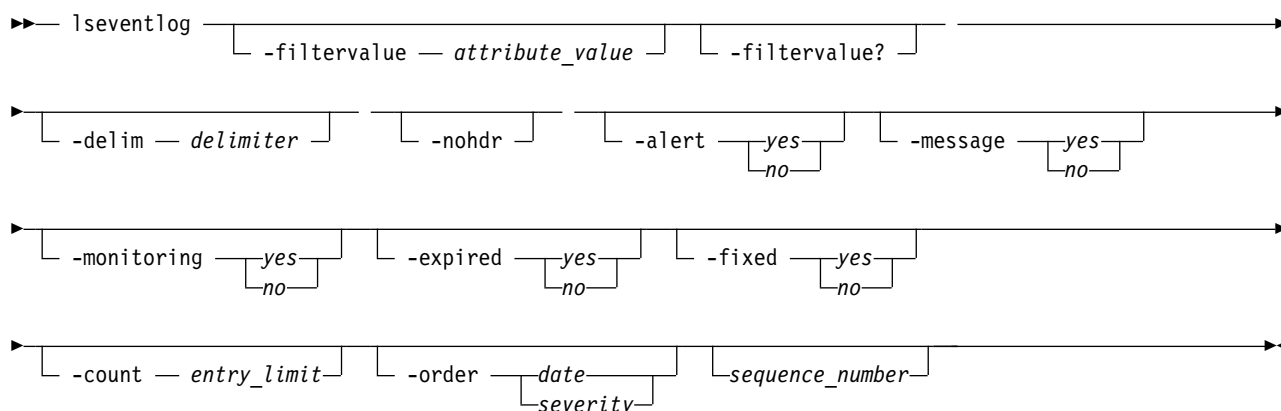 lseventlog
-filtervalue attribute_value -filtervalue?
-delim delimiter -nohdr -alert yes -message yes
no no
-monitoring yes -expired yes -fixed yes
no no no
-count entry_limit -order date sequence_number
severity